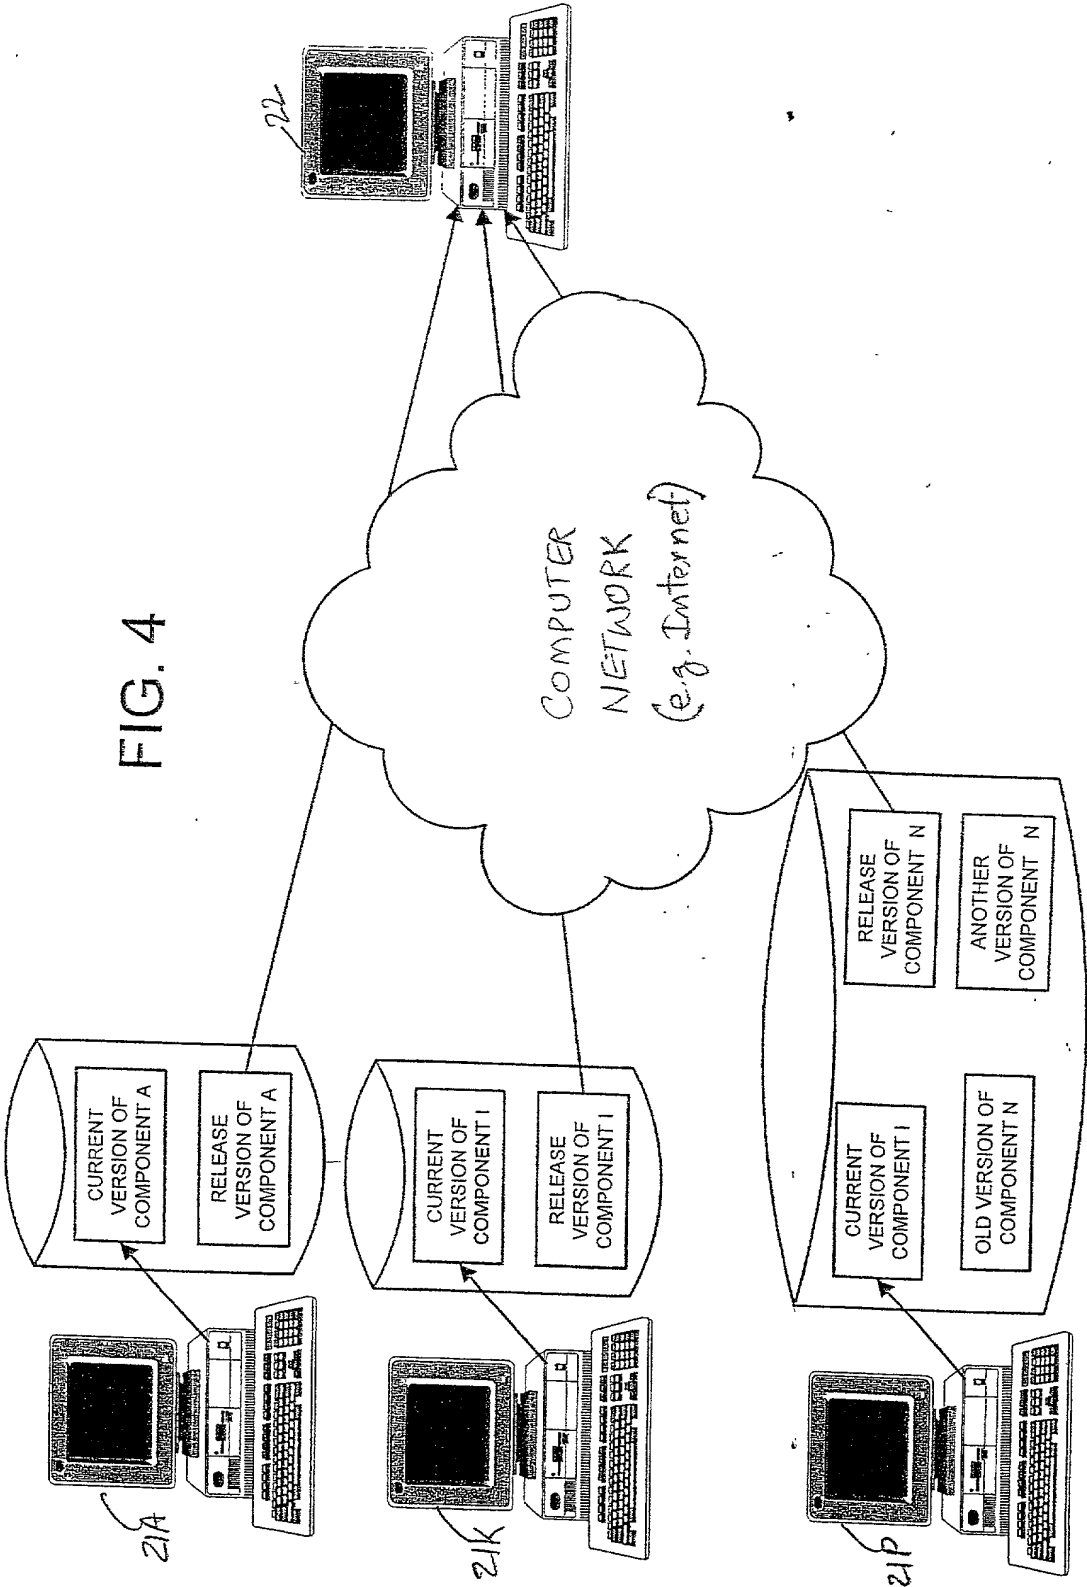 FIG. 4
21A
CURRENT
VERSION OF
COMPONENT A
RELEASE
VERSION OF
COMPONENT A
21K
CURRENT
VERSION OF
COMPONENT I
RELEASE
VERSION OF
COMPONENT I
21P
CURRENT
VERSION OF
COMPONENT I
OLD VERSION OF
COMPONENT N
RELEASE
VERSION OF
COMPONENT N
ANOTHER
VERSION OF
COMPONENT N
COMPUTER
NETWORK
(e.g. Internet)
22